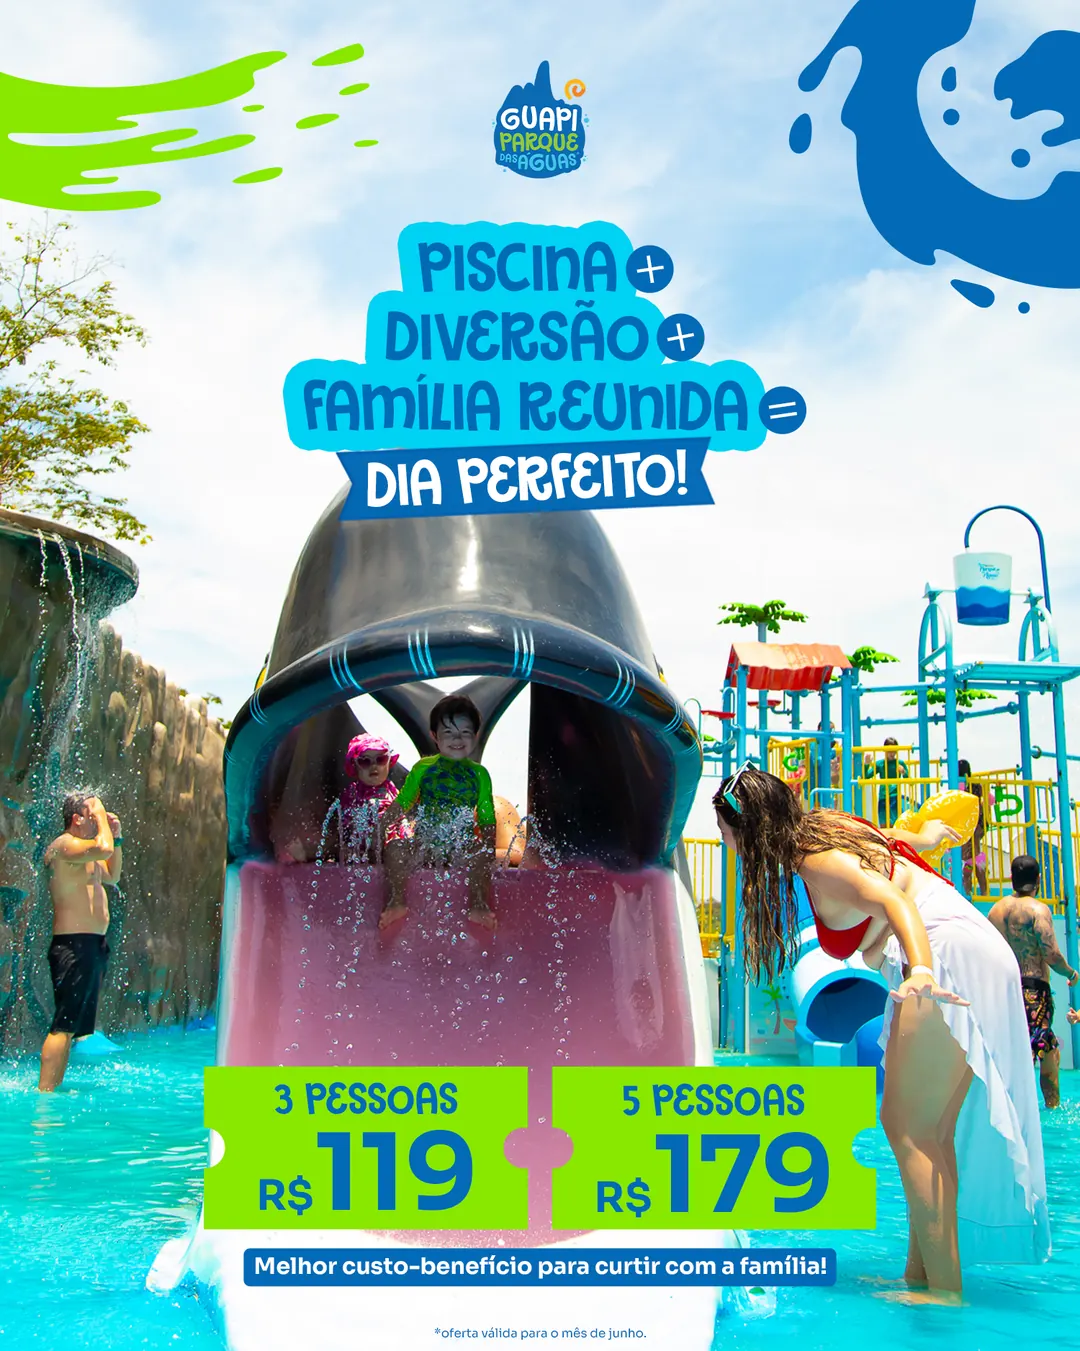 GUAPI
PARQUE
DAS ÁGUAS
PISCINA +
DIVERSÃO +
FAMÍLIA REUNIDA =
DIA PERFEITO!
3 PESSOAS
R$ 119
5 PESSOAS
R$ 179
Melhor custo-benefício para curtir com a família!
*oferta válida para o mês de junho.